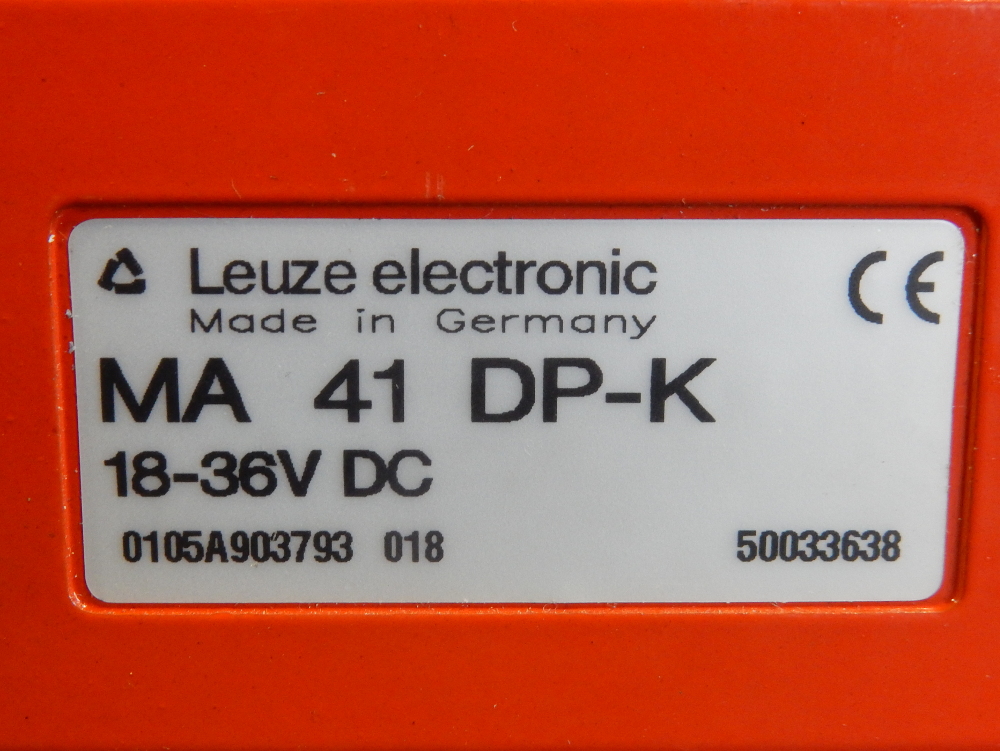 Leuze electronic CE
Made in Germany
MA 41 DP-K
18-36V DC
0105A903793 018 50033638